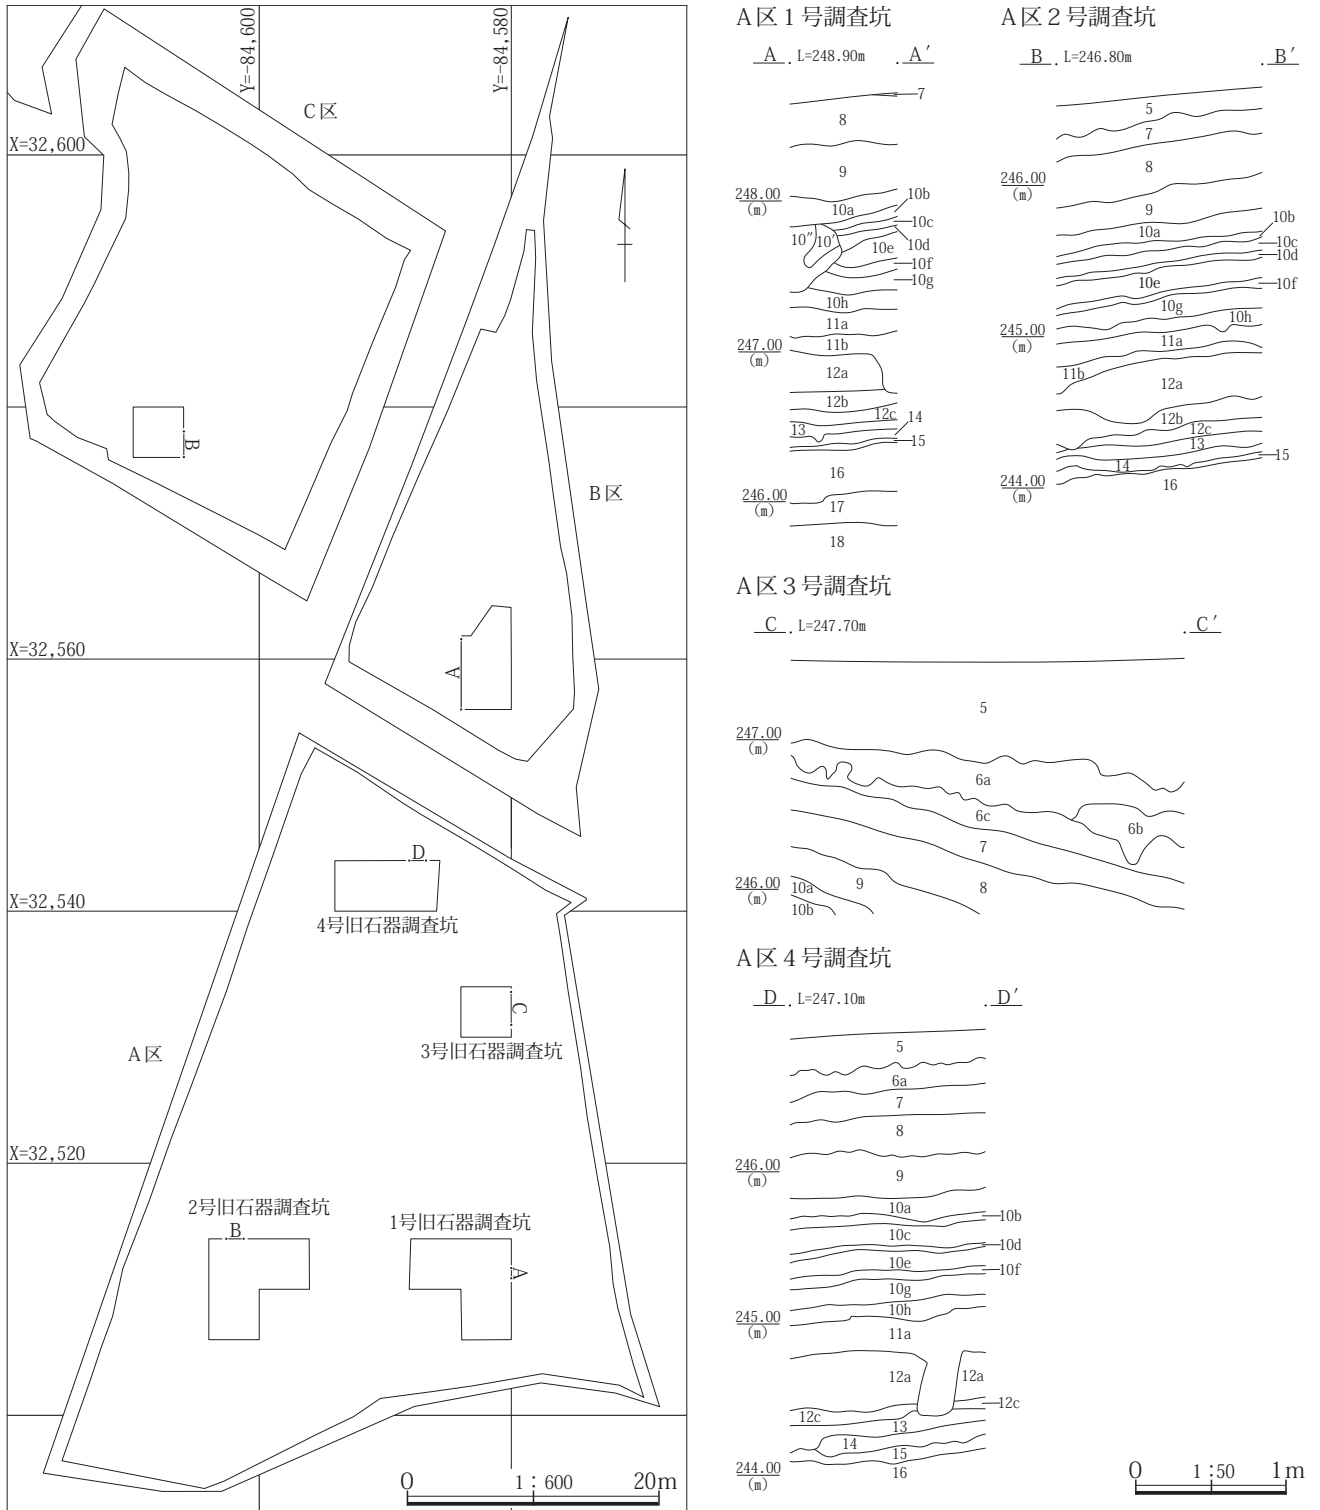 Y=-84,600
Y=-84,580
C区
X=32,600
B
B区
X=32,560
A
D
X=32,540
4号旧石器調査坑
C
3号旧石器調査坑
A区
X=32,520
2号旧石器調査坑
B
1号旧石器調査坑
A
0 1：600 20m
A区1号調査坑
A L=248.90m A′
7
8
9
248.00
(m)
10a
10b
10c
10″
10′
10d
10e
10f
10g
10h
11a
247.00
(m)
11b
12a
12b
12c
14
13
15
16
246.00
(m)
17
18
A区2号調査坑
B L=246.80m B′
5
7
8
246.00
(m)
9
10b
10a
10c
10d
10e
10f
10g
10h
245.00
(m)
11a
11b
12a
12b
12c
13
15
14
244.00
(m)
16
A区3号調査坑
C L=247.70m C′
5
247.00
(m)
6a
6c
6b
7
246.00
(m)
10a
9
8
10b
A区4号調査坑
D L=247.10m D′
5
6a
7
8
246.00
(m)
9
10a
10b
10c
10d
10e
10f
10g
10h
245.00
(m)
11a
12a
12a
12c
12c
13
14
15
244.00
(m)
16
0 1：50 1m